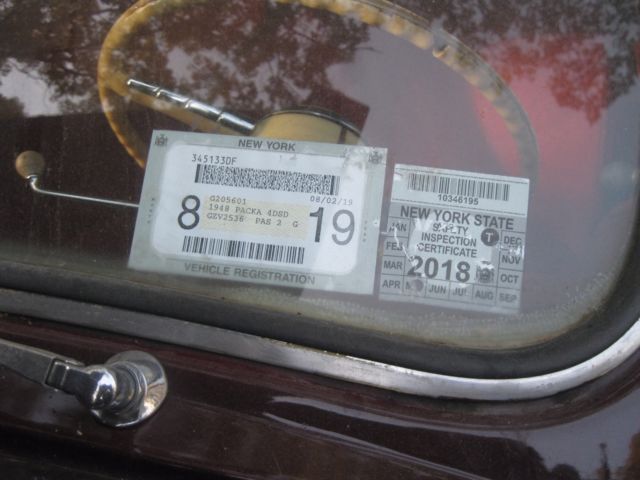 NEW YORK
345133DF
G205601 08/02/19
1948 PACKA 4DSD
GZV2536 PAS 2 G
8 19
VEHICLE REGISTRATION
10346195
NEW YORK STATE
SAFETY
INSPECTION
CERTIFICATE
2018
T
JAN
FEB
MAR
APR
JUN
JUL
AUG
SEP
OCT
NOV
DEC